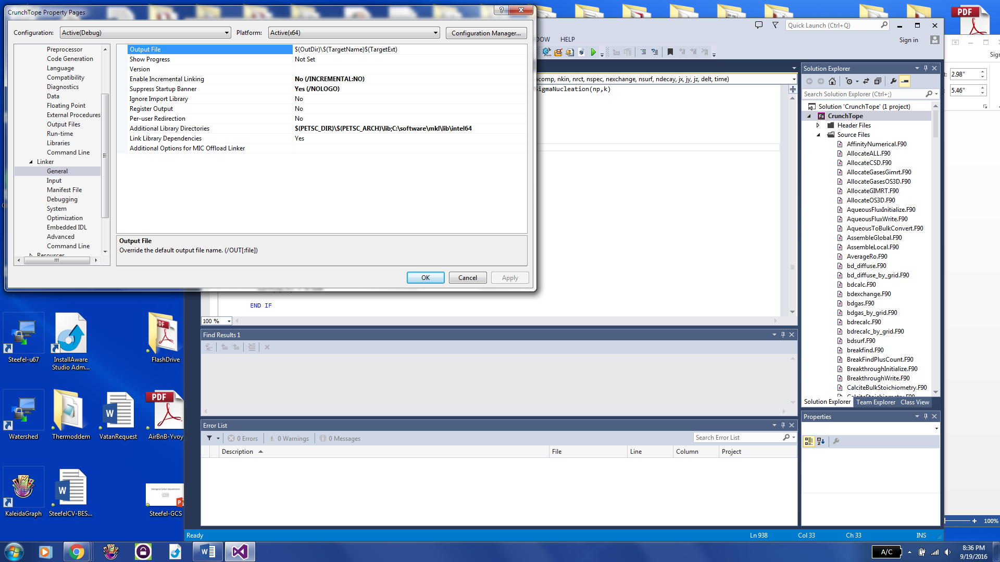 CrunchTope Property Pages
Configuration: Active(Debug) Platform: Active(x64) Configuration Manager...
Preprocessor
Code Generation
Language
Compatibility
Diagnostics
Data
Floating Point
External Procedures
Output Files
Run-time
Libraries
Command Line
Linker
General
Input
Manifest File
Debugging
System
Optimization
Embedded IDL
Advanced
Command Line
Resources
Output File $(OutDir)\$(TargetName)$(TargetExt)
Show Progress Not Set
Version
Enable Incremental Linking No (/INCREMENTAL:NO)
Suppress Startup Banner Yes (/NOLOGO)
Ignore Import Library No
Register Output No
Per-user Redirection No
Additional Library Directories $(PETSC_DIR)\$(PETSC_ARCH)\lib;C:\software\mkl\lib\intel64
Link Library Dependencies Yes
Additional Options for MIC Offload Linker
Output File
Override the default output file name. (/OUT[:file])
OK Cancel Apply
Quick Launch (Ctrl+Q)
DOW HELP Sign in
ncomp, nkin, nrct, nspec, nexchange, nsurf, ndecay, jx, jy, jz, delt, time)
SigmaNucleation(np,k)
END IF
100 %
Find Results 1
Error List
0 Errors 0 Warnings 0 Messages
Search Error List
Description File Line Column Project
Solution Explorer
Search Solution Explorer (Ctrl+;)
Solution 'CrunchTope' (1 project)
CrunchTope
Header Files
Source Files
AffinityNumerical.F90
AllocateALL.F90
AllocateCSD.F90
AllocateGasesGimrt.F90
AllocateGasesOS3D.F90
AllocateGIMRT.F90
AllocateOS3D.F90
AqueousFluxInitialize.F90
AqueousFluxWrite.F90
AqueousToBulkConvert.F90
AssembleGlobal.F90
AssembleLocal.F90
AverageRo.F90
bd_diffuse.F90
bd_diffuse_by_grid.F90
bdcalc.F90
bdexchange.F90
bdgas.F90
bdgas_by_grid.F90
bdrecalc.F90
bdrecalc_by_grid.F90
bdsurf.F90
breakfind.F90
BreakFindPlusCount.F90
BreakthroughInitialize.F90
BreakthroughWrite.F90
CalciteBulkStoichiometry.F90
CalciteStoichiometry.F90
Solution Explorer Team Explorer Class View
Properties
Ready Ln 938 Col 33 Ch 33 INS
PDF
Sign
2.98"
5.46"
100%
Steefel-u67
InstallAware
Studio Adm...
PDF
FlashDrive
Watershed
Thermoddem
W
VatanRequest
PDF
AirBnB-Yvoy
KaleidaGraph
W
SteefelCV-BES...
Geological Carbon Sequestration
Steefel-GCS
A/C
8:36 PM
9/19/2016